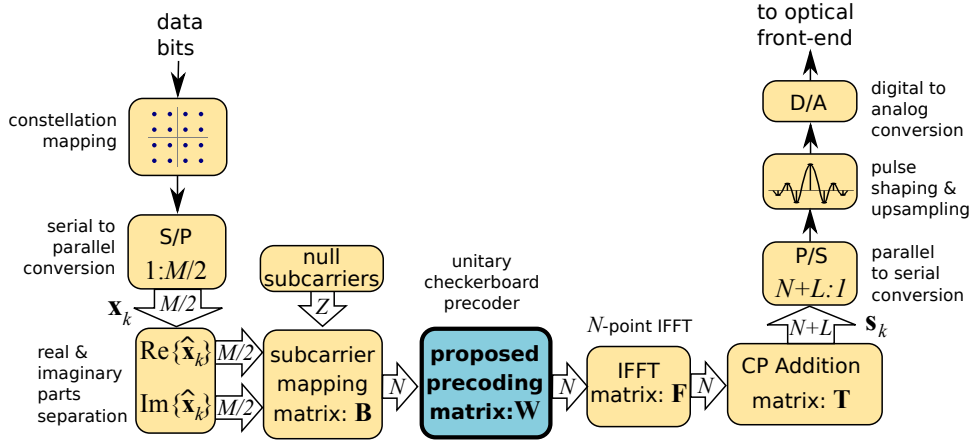 data
bits
constellation
mapping
serial to
parallel
conversion
S/P
1:M/2
x_k
M/2
real &
imaginary
parts
separation
Re{x̂_k}
Im{x̂_k}
M/2
M/2
null
subcarriers
Z
subcarrier
mapping
matrix: B
N
unitary
checkerboard
precoder
proposed
precoding
matrix:W
N
N-point IFFT
IFFT
matrix: F
N
CP Addition
matrix: T
N+L
s_k
P/S
N+L:1
parallel
to serial
conversion
pulse
shaping &
upsampling
D/A
digital to
analog
conversion
to optical
front-end